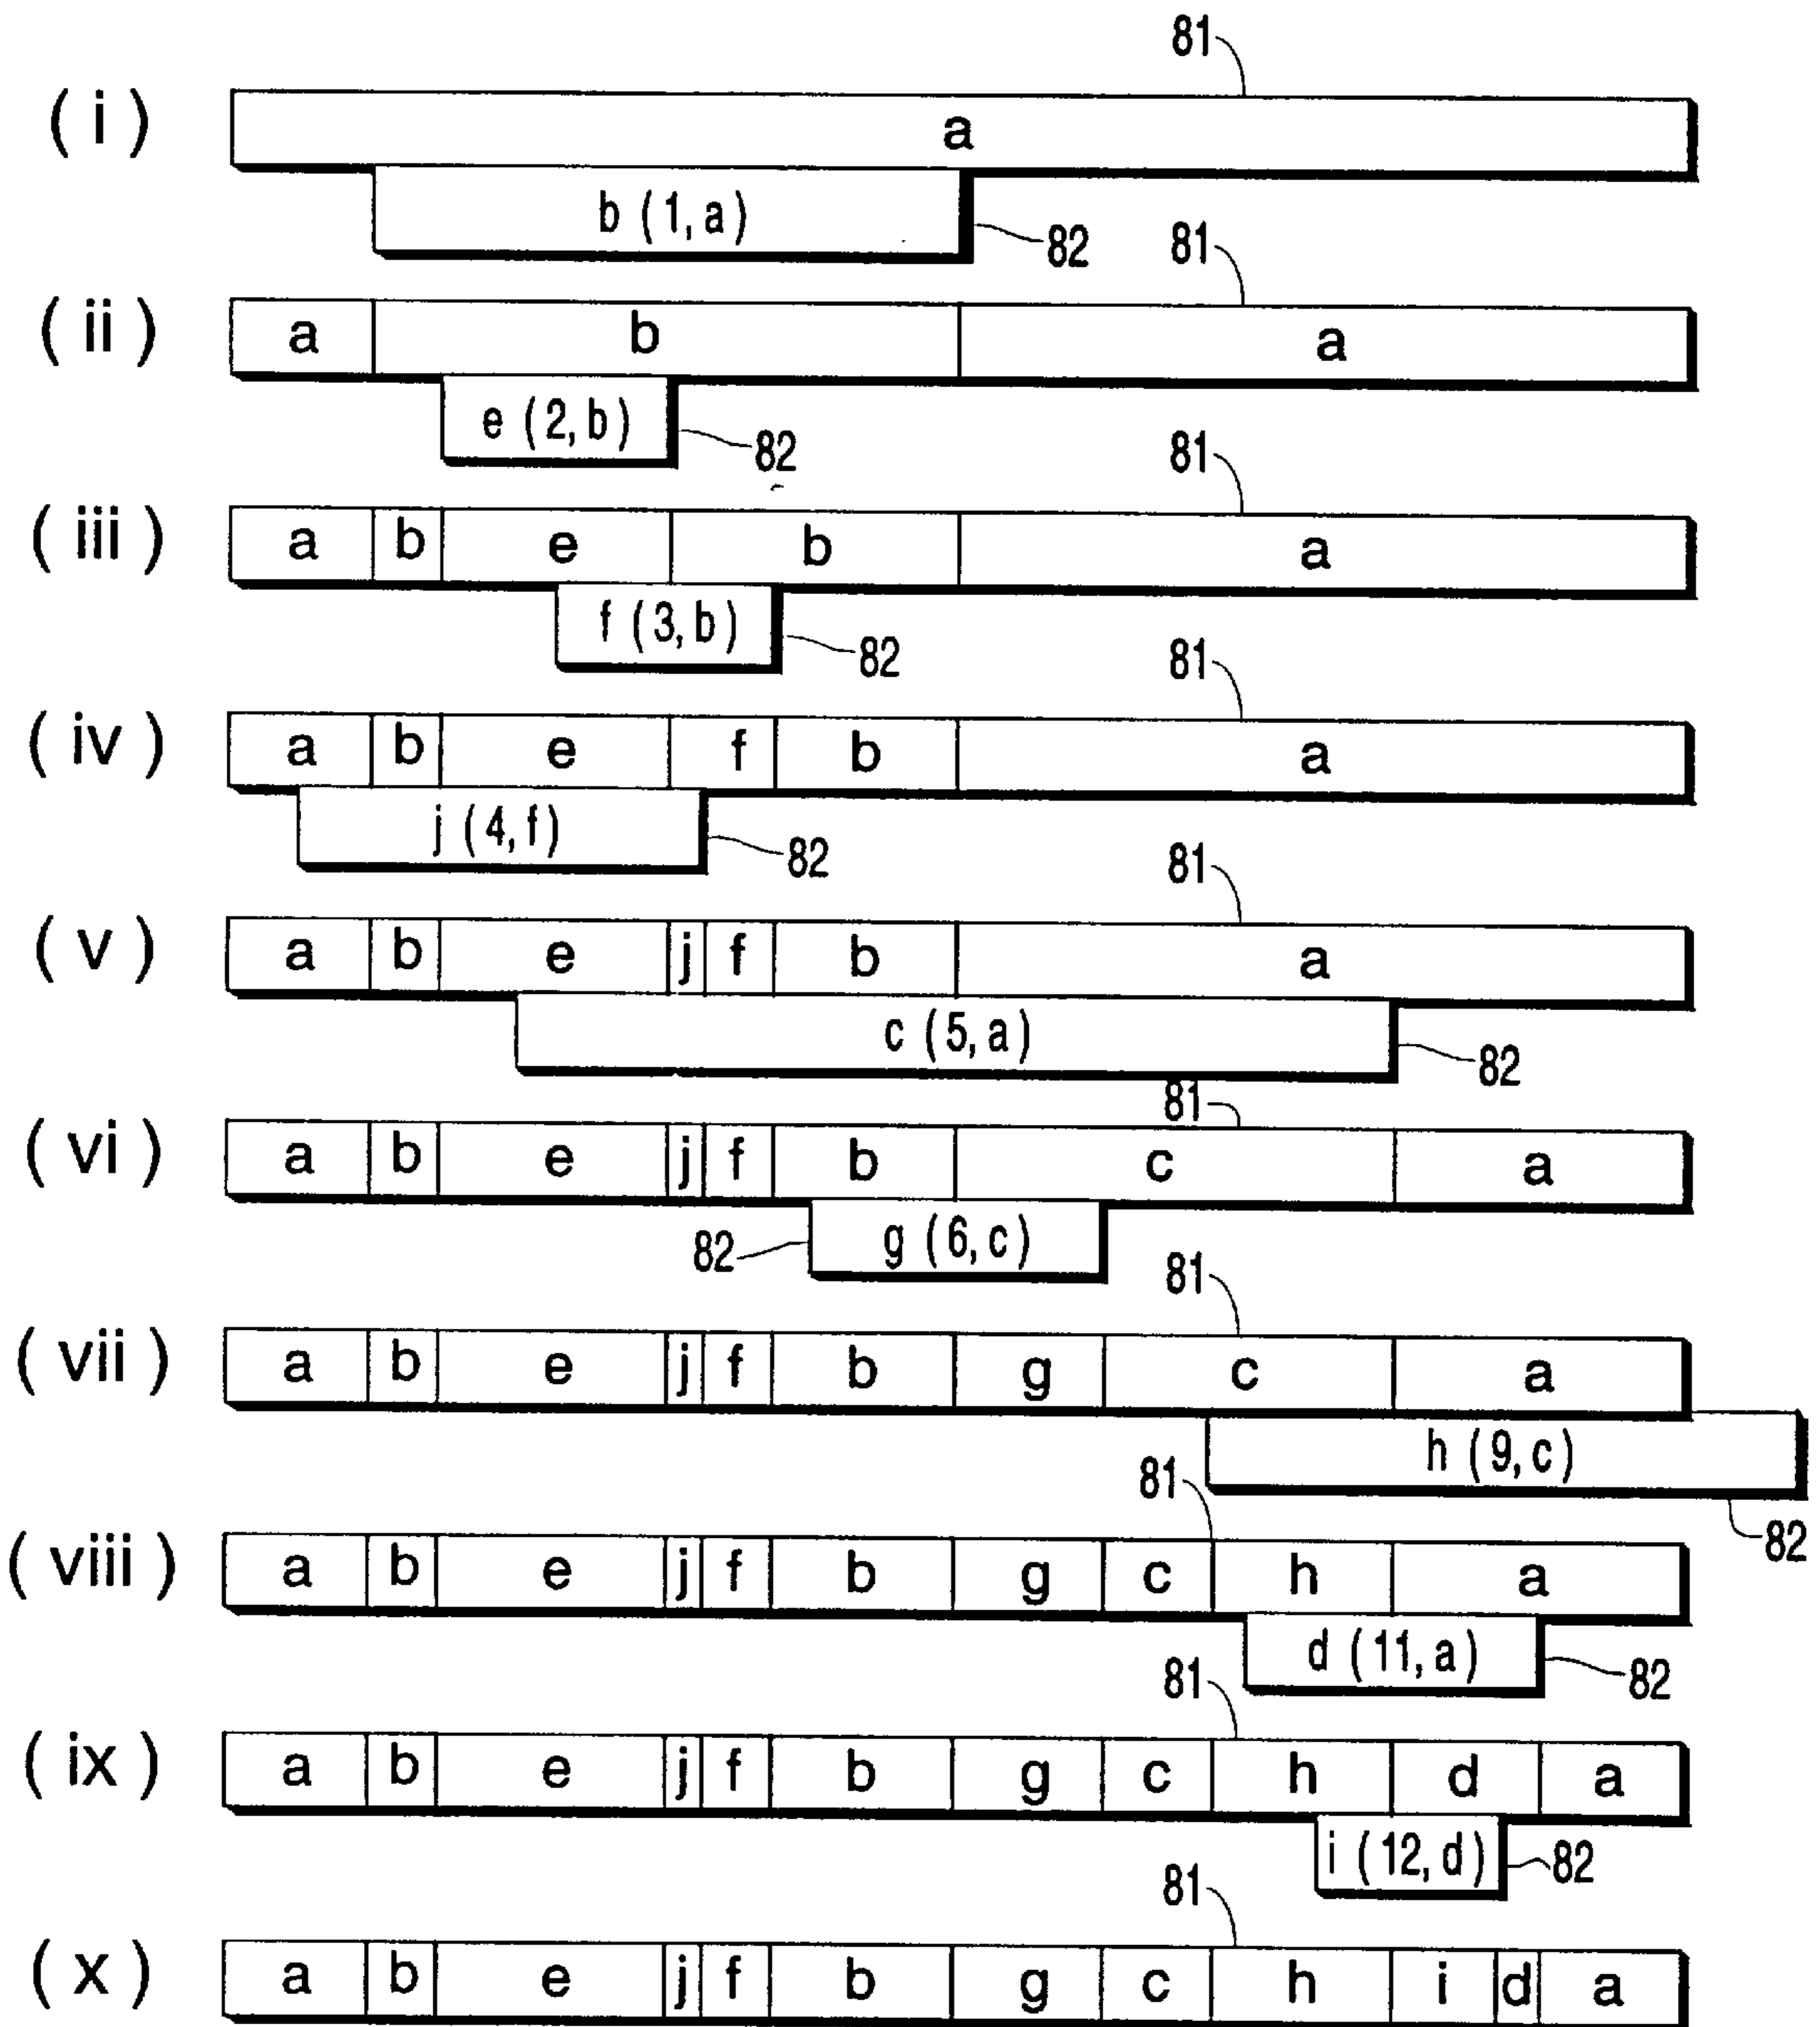 81
( i ) a
b ( 1, a )
82
81
( ii ) a b a
e ( 2, b )
82
81
( iii ) a b e b a
f ( 3, b )
82
81
( iv ) a b e f b a
j ( 4, f )
82
81
( v ) a b e j f b a
c ( 5, a )
82
81
( vi ) a b e j f b c a
82 g ( 6, c )
81
( vii ) a b e j f b g c a
h ( 9, c )
81
82
( viii ) a b e j f b g c h a
d ( 11, a )
82
81
( ix ) a b e j f b g c h d a
i ( 12, d )
82
81
( x ) a b e j f b g c h i d a